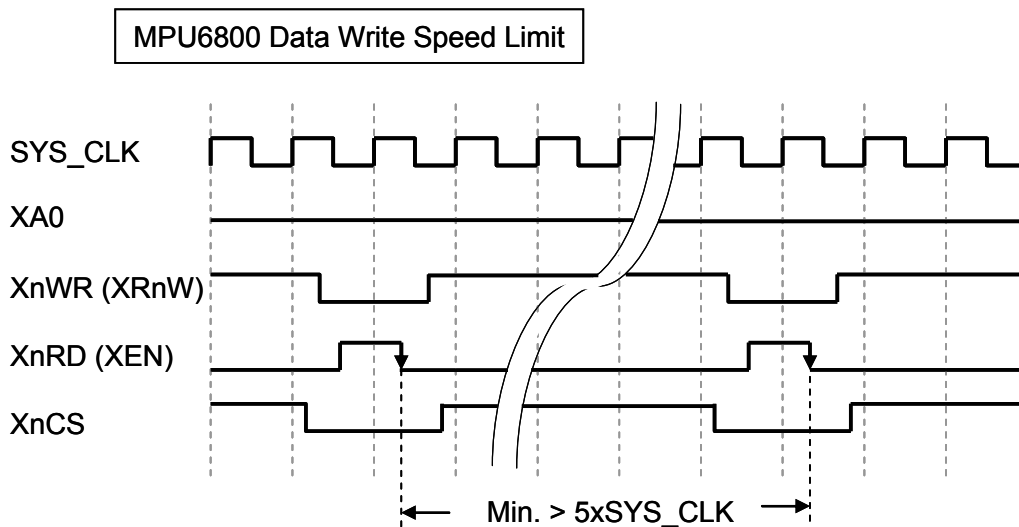 MPU6800 Data Write Speed Limit
SYS_CLK
XA0
XnWR (XRnW)
XnRD (XEN)
XnCS
Min. > 5xSYS_CLK